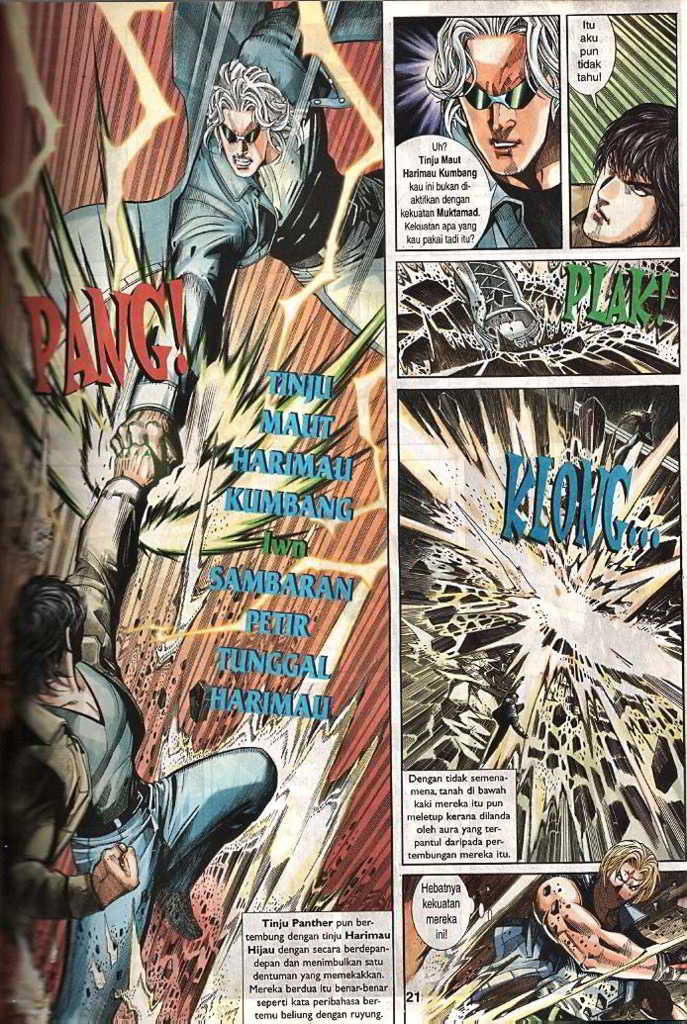 PANG!
TINJU
MAUT
HARIMAU
KUMBANG
lwn
SAMBARAN
PETIR
TUNGGAL
HARIMAU
Tinju Panther pun ber-
tembung dengan tinju Harimau
Hijau dengan secara berdepan-
depan dan menimbulkan satu
dentuman yang memekakkan.
Mereka berdua itu benar-benar
seperti kata peribahasa ber-
temu beliung dengan ruyung.
Uh?
Tinju Maut
Harimau Kumbang
kau ini bukan di-
aktifkan dengan
kekuatan Muktamad.
Kekuatan apa yang
kau pakai tadi itu?
Itu
aku
pun
tidak
tahu!
PLAK!
KLONG...
Dengan tidak semena-
mena, tanah di bawah
kaki mereka itu pun
meletup kerana dilanda
oleh aura yang ter-
pantul daripada per-
tembungan mereka itu.
Hebatnya
kekuatan
mereka
ini!
21